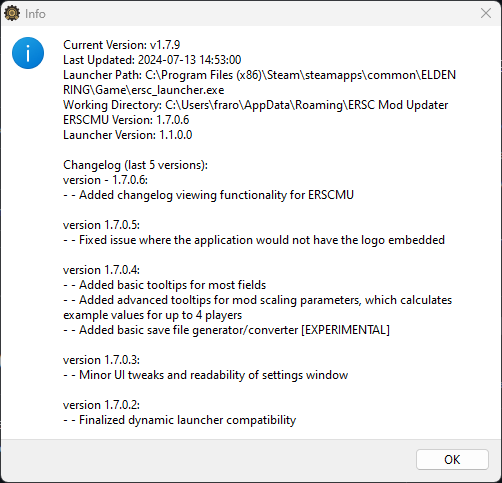 Info
Current Version: v1.7.9
Last Updated: 2024-07-13 14:53:00
Launcher Path: C:\Program Files (x86)\Steam\steamapps\common\ELDEN
RING\Game\ersc_launcher.exe
Working Directory: C:\Users\fraro\AppData\Roaming\ERSC Mod Updater
ERSCMU Version: 1.7.0.6
Launcher Version: 1.1.0.0
Changelog (last 5 versions):
version - 1.7.0.6:
- - Added changelog viewing functionality for ERSCMU
version 1.7.0.5:
- - Fixed issue where the application would not have the logo embedded
version 1.7.0.4:
- - Added basic tooltips for most fields
- - Added advanced tooltips for mod scaling parameters, which calculates
example values for up to 4 players
- - Added basic save file generator/converter [EXPERIMENTAL]
version 1.7.0.3:
- - Minor UI tweaks and readability of settings window
version 1.7.0.2:
- - Finalized dynamic launcher compatibility
OK